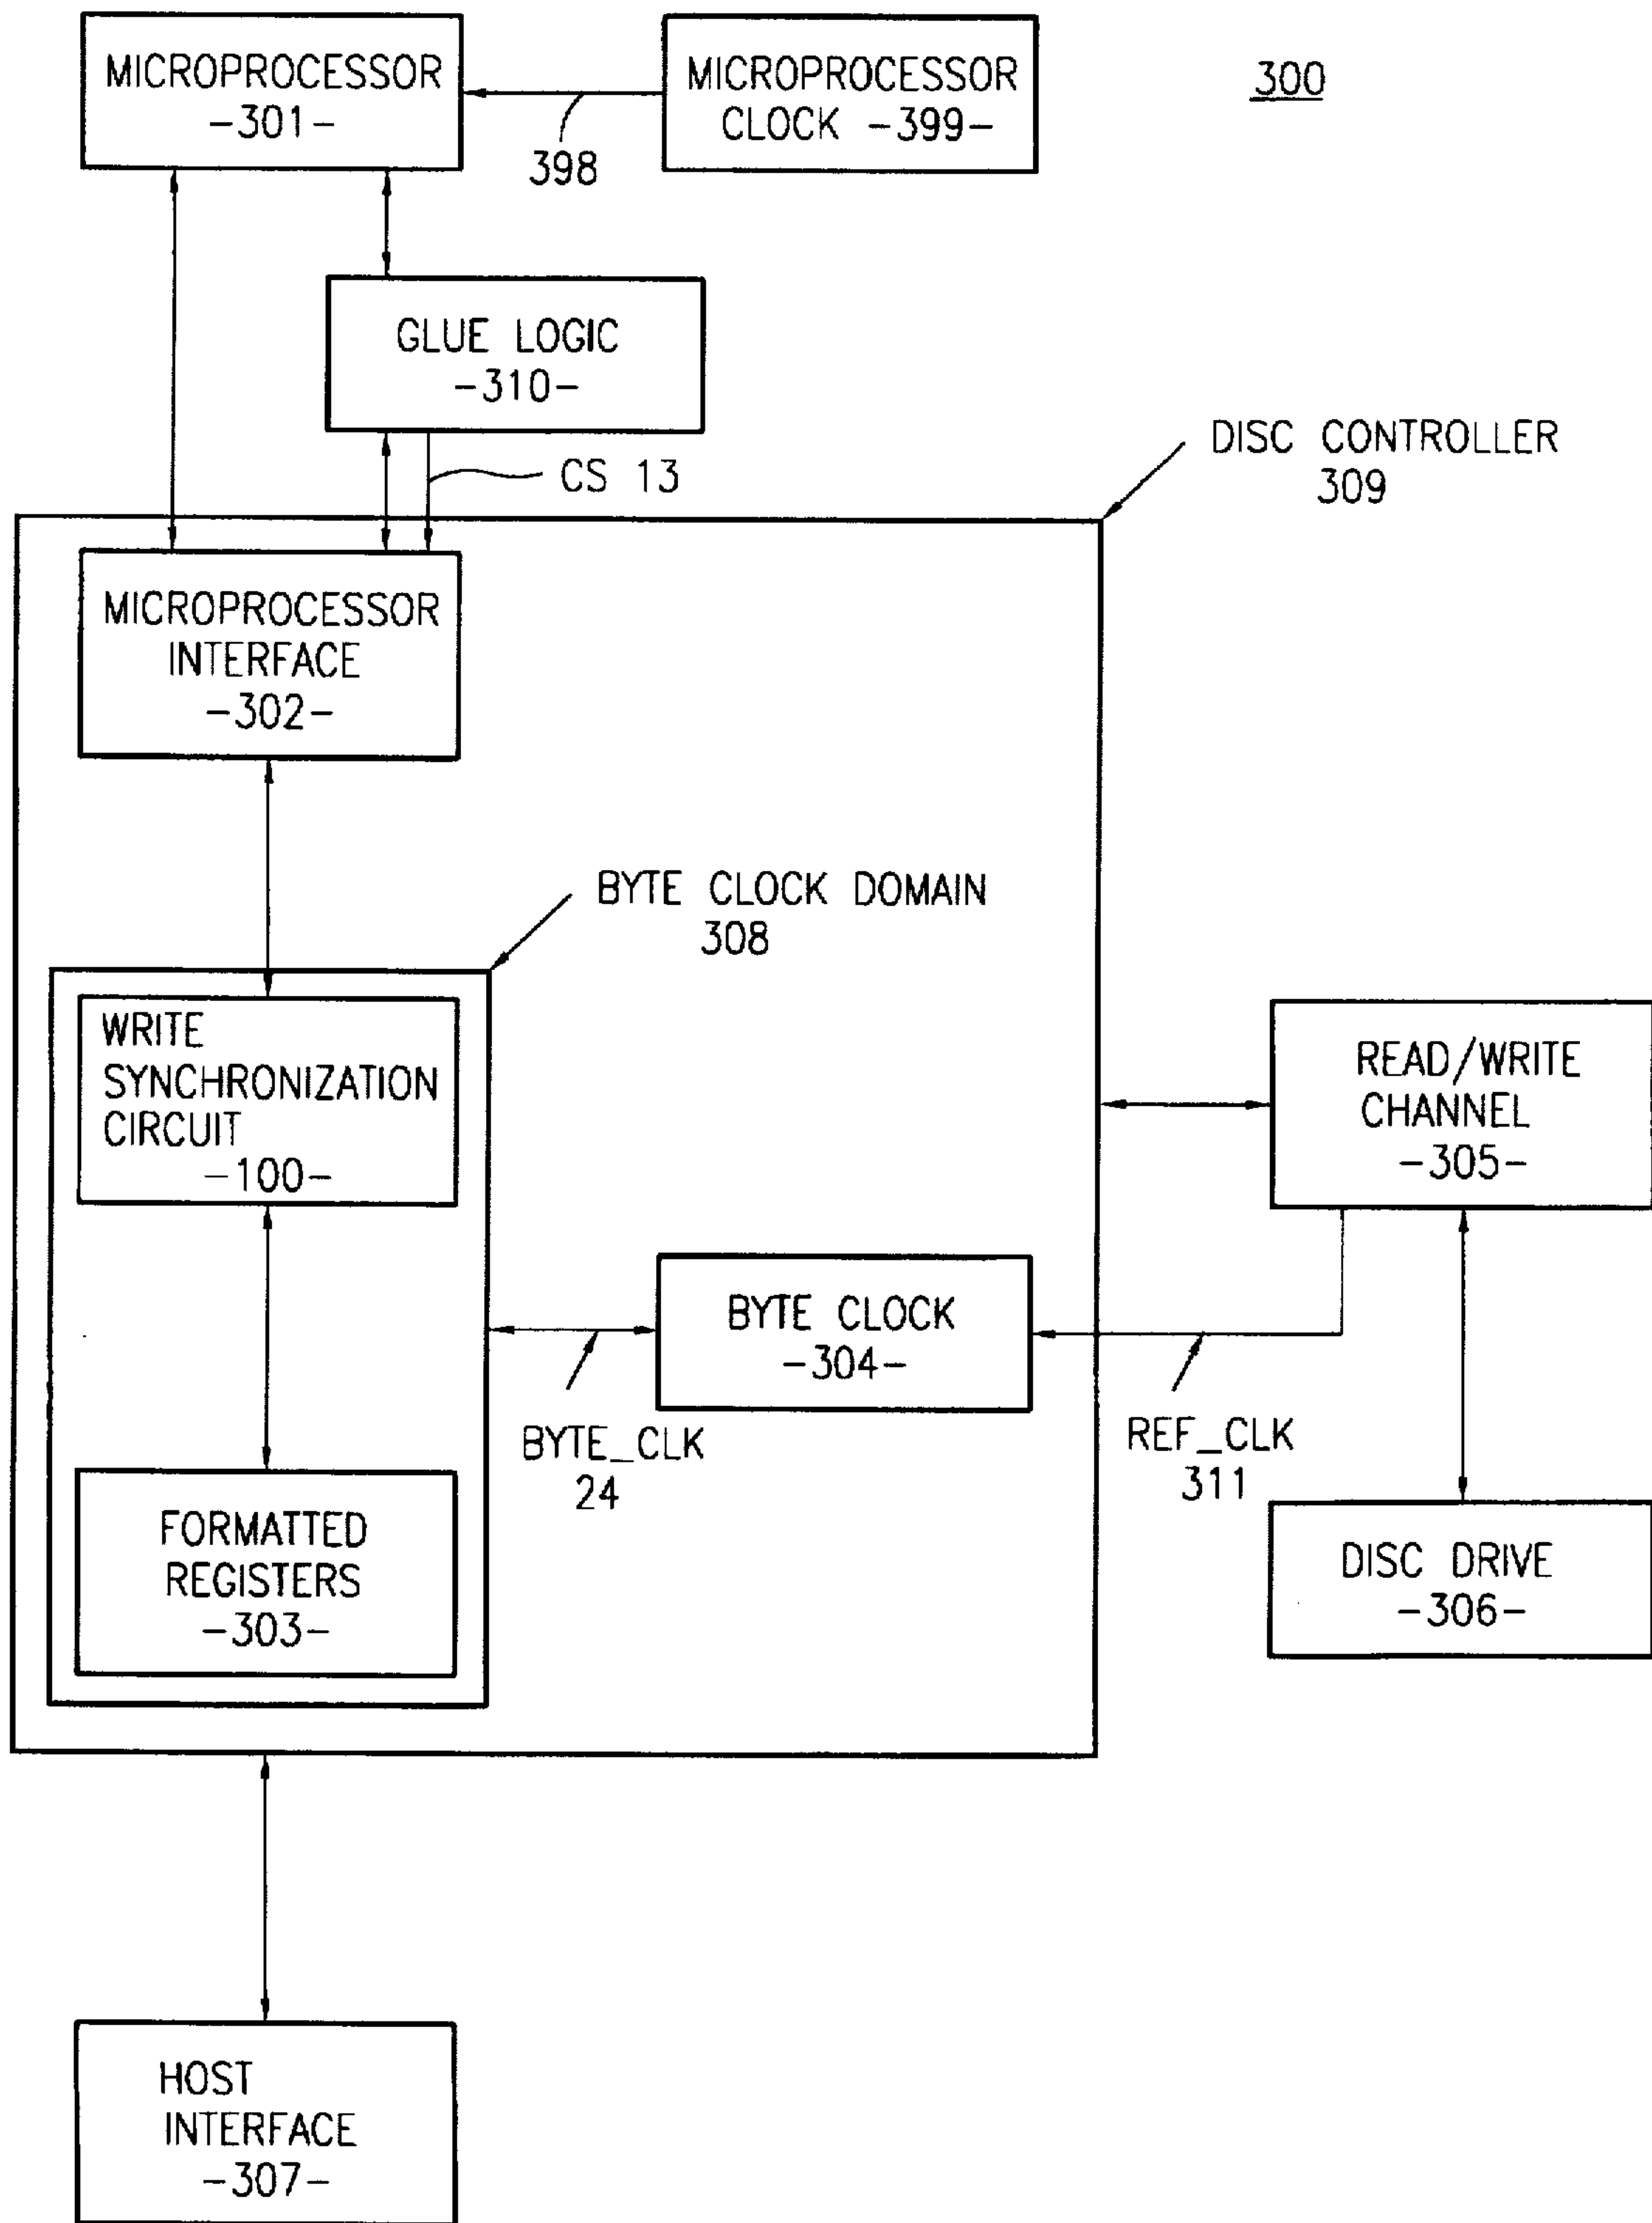 MICROPROCESSOR
-301-
MICROPROCESSOR
CLOCK -399-
300
398
GLUE LOGIC
-310-
CS 13
DISC CONTROLLER
309
MICROPROCESSOR
INTERFACE
-302-
BYTE CLOCK DOMAIN
308
WRITE
SYNCHRONIZATION
CIRCUIT
-100-
READ/WRITE
CHANNEL
-305-
BYTE CLOCK
-304-
BYTE_CLK
24
REF_CLK
311
FORMATTED
REGISTERS
-303-
DISC DRIVE
-306-
HOST
INTERFACE
-307-